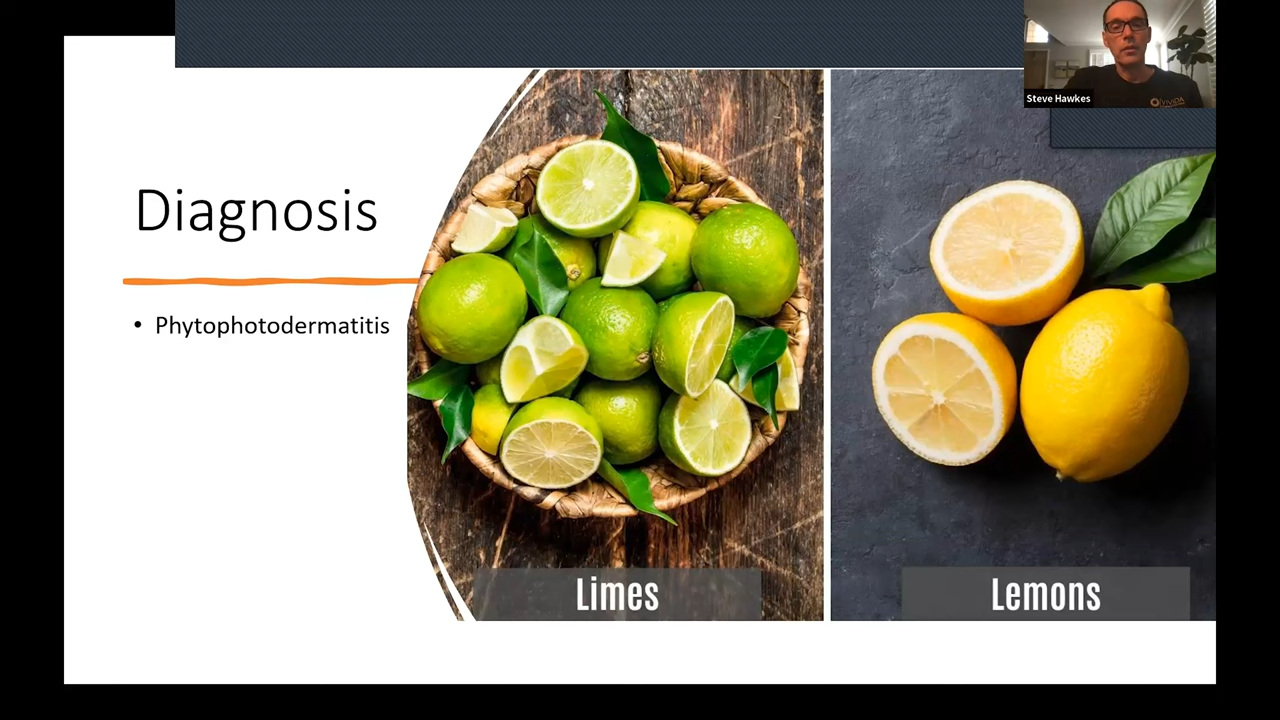 Steve Hawkes
Diagnosis
• Phytophotodermatitis
Limes
Lemons